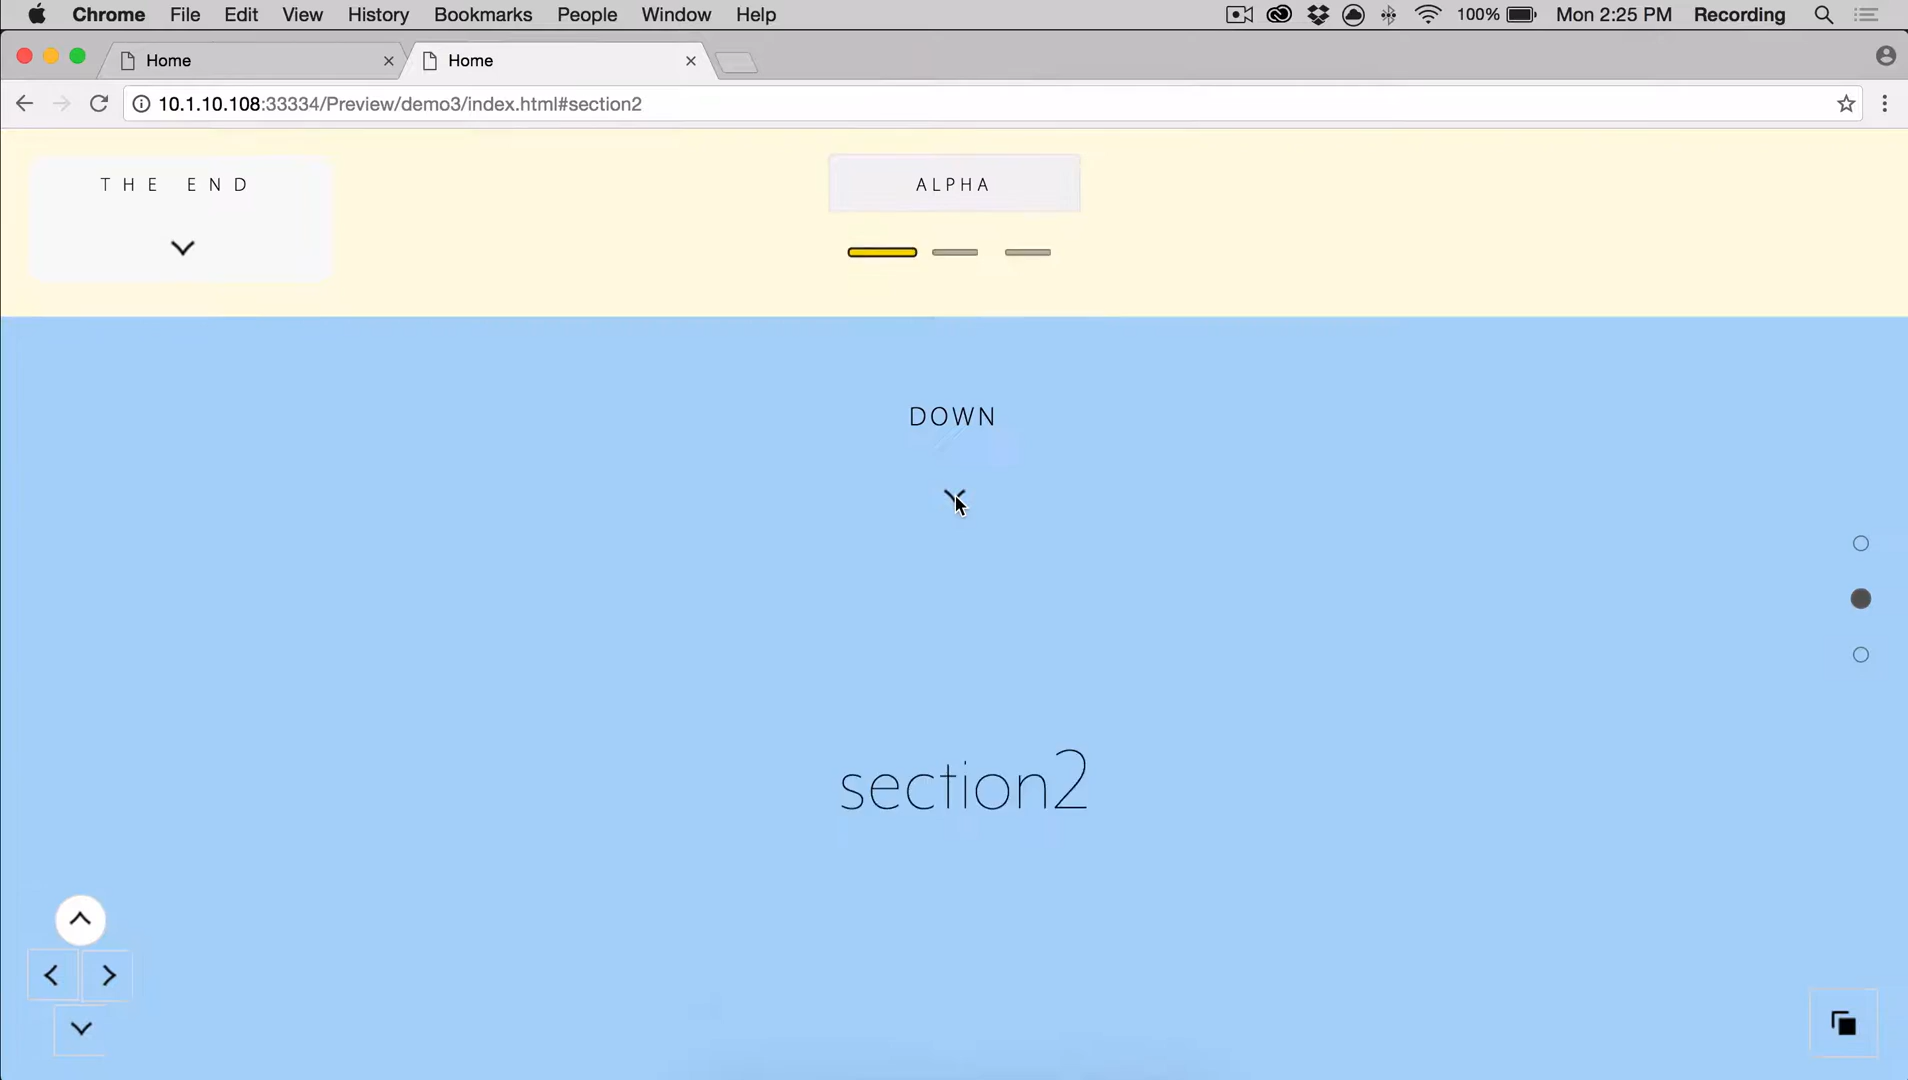 Chrome File Edit View History Bookmarks People Window Help 100% Mon 2:25 PM Recording
Home Home
10.1.10.108:33334/Preview/demo3/index.html#section2
THE END
ALPHA
DOWN
section2